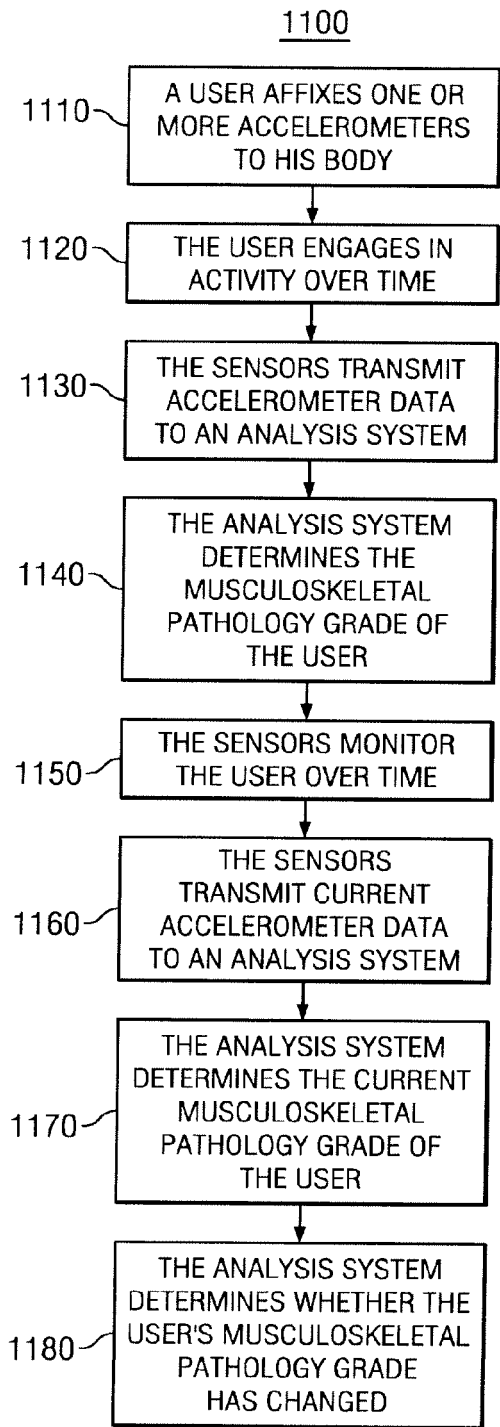 1100
1110
A USER AFFIXES ONE OR
MORE ACCELEROMETERS
TO HIS BODY
1120
THE USER ENGAGES IN
ACTIVITY OVER TIME
1130
THE SENSORS TRANSMIT
ACCELEROMETER DATA
TO AN ANALYSIS SYSTEM
1140
THE ANALYSIS SYSTEM
DETERMINES THE
MUSCULOSKELETAL
PATHOLOGY GRADE OF
THE USER
1150
THE SENSORS MONITOR
THE USER OVER TIME
1160
THE SENSORS
TRANSMIT CURRENT
ACCELEROMETER DATA
TO AN ANALYSIS SYSTEM
1170
THE ANALYSIS SYSTEM
DETERMINES THE CURRENT
MUSCULOSKELETAL
PATHOLOGY GRADE OF
THE USER
1180
THE ANALYSIS SYSTEM
DETERMINES WHETHER THE
USER'S MUSCULOSKELETAL
PATHOLOGY GRADE
HAS CHANGED